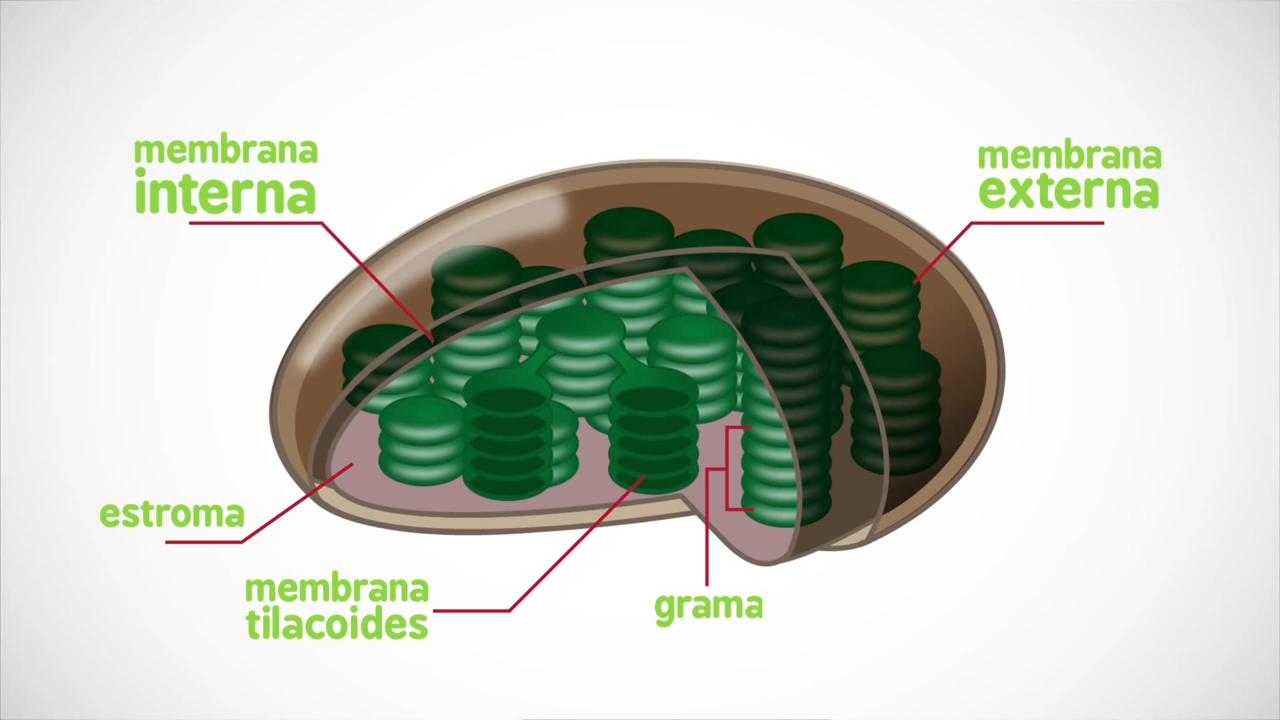 membrana
interna
membrana
externa
estroma
membrana
tilacoides
grama